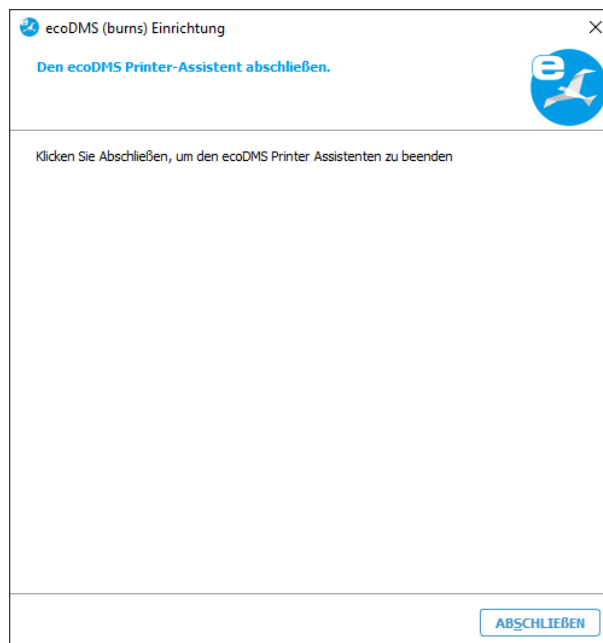 ecoDMS (burns) Einrichtung
Den ecoDMS Printer-Assistent abschließen.
e
Klicken Sie Abschließen, um den ecoDMS Printer Assistenten zu beenden
ABSCHLIEßEN